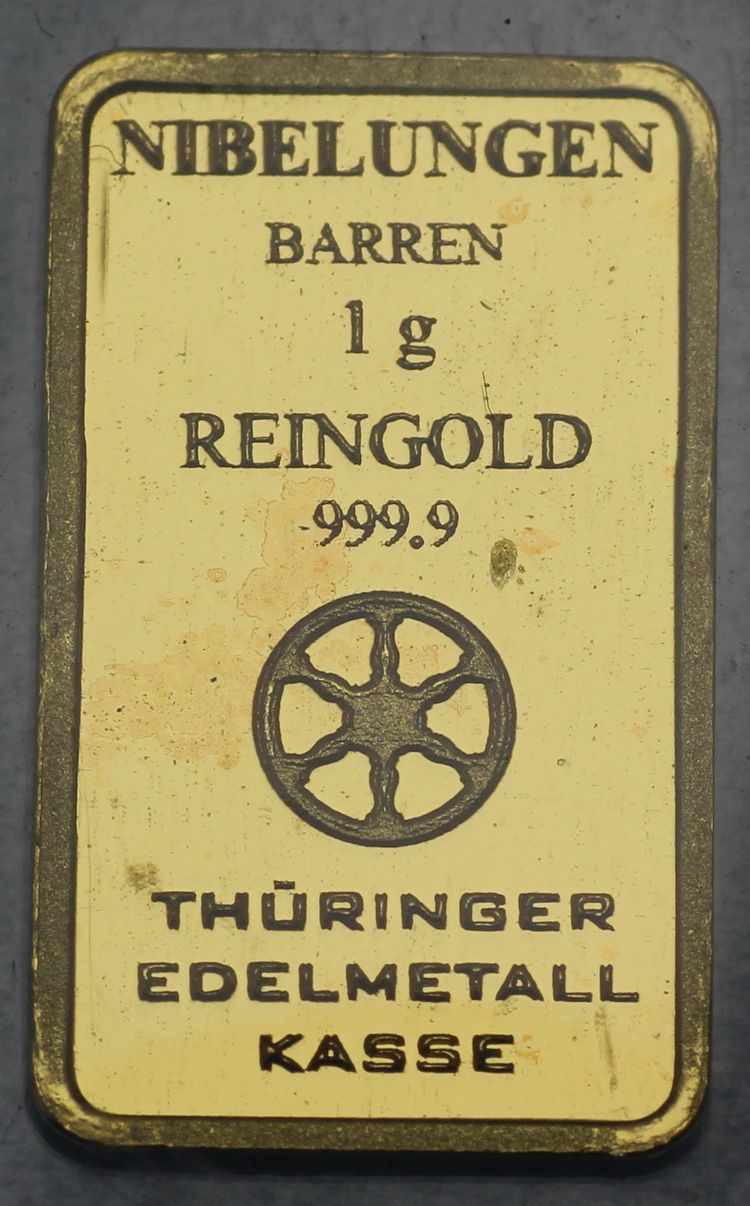 NIBELUNGEN
BARREN
1 g
REINGOLD
999.9
THÜRINGER
EDELMETALL
KASSE